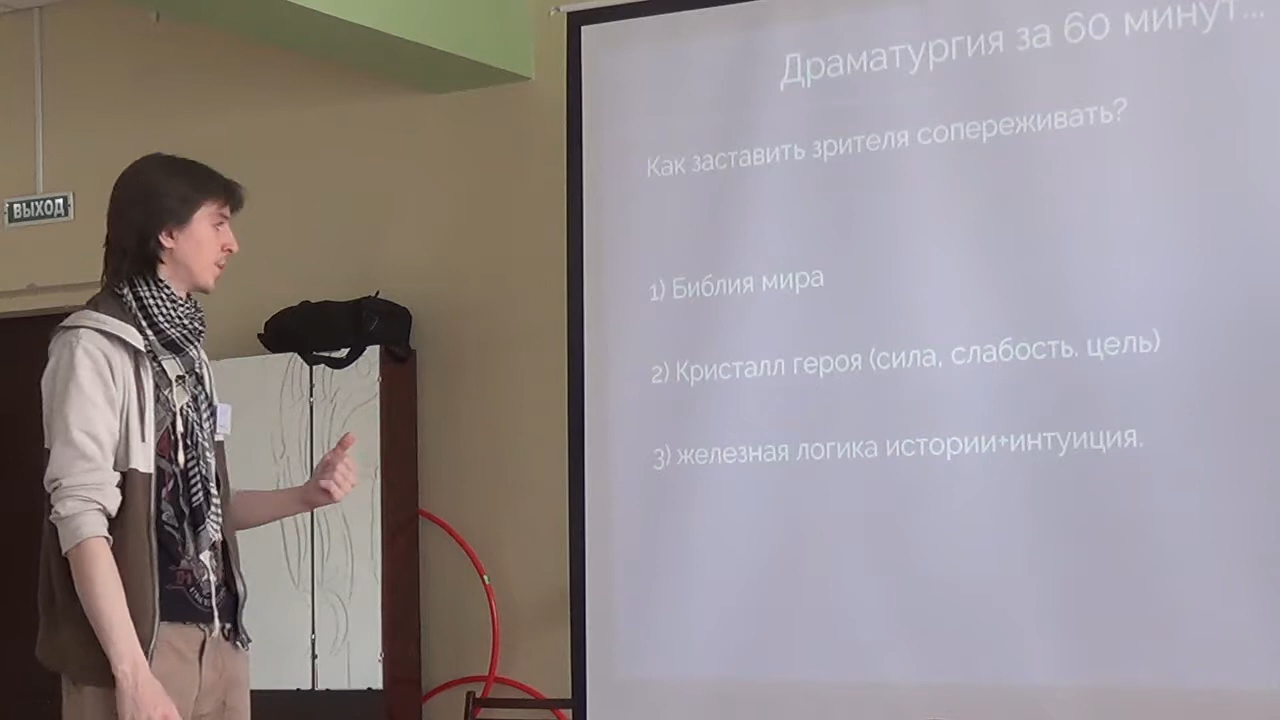 Драматургия за 60 минут...
Как заставить зрителя сопереживать?
ВЫХОД
1) Библия мира
2) Кристалл героя (сила, слабость. цель)
3) железная логика истории+интуиция.